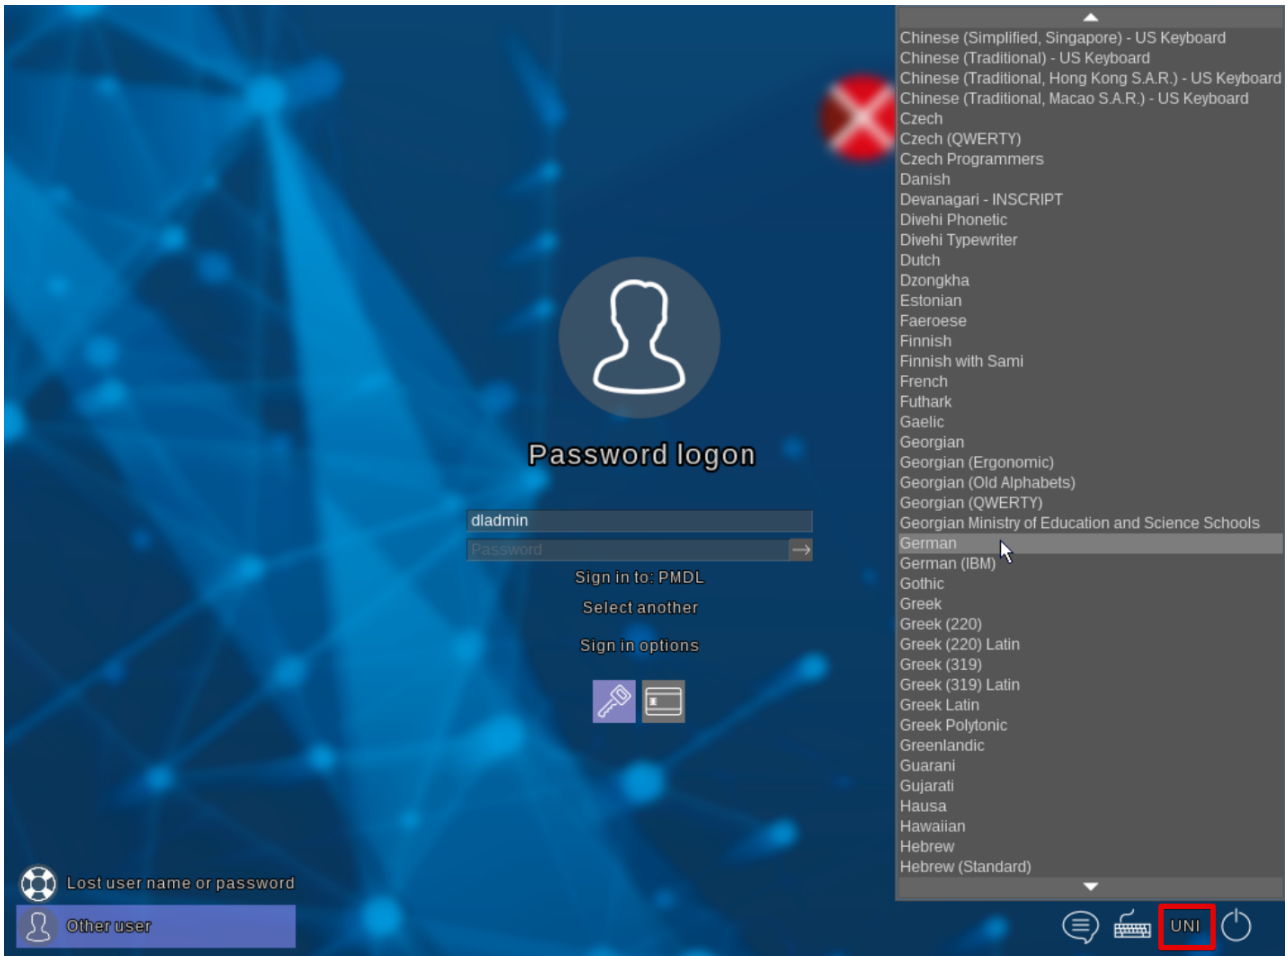 Chinese (Simplified, Singapore) - US Keyboard
Chinese (Traditional) - US Keyboard
Chinese (Traditional, Hong Kong S.A.R.) - US Keyboard
Chinese (Traditional, Macao S.A.R.) - US Keyboard
Czech
Czech (QWERTY)
Czech Programmers
Danish
Devanagari - INSCRIPT
Divehi Phonetic
Divehi Typewriter
Dutch
Dzongkha
Estonian
Faeroese
Finnish
Finnish with Sami
French
Futhark
Gaelic
Georgian
Georgian (Ergonomic)
Georgian (Old Alphabets)
Georgian (QWERTY)
Georgian Ministry of Education and Science Schools
German
German (IBM)
Gothic
Greek
Greek (220)
Greek (220) Latin
Greek (319)
Greek (319) Latin
Greek Latin
Greek Polytonic
Greenlandic
Guarani
Gujarati
Hausa
Hawaiian
Hebrew
Hebrew (Standard)
Password logon
dladmin
Password
Sign in to: PMDL
Select another
Sign in options
Lost user name or password
Other user
UNI